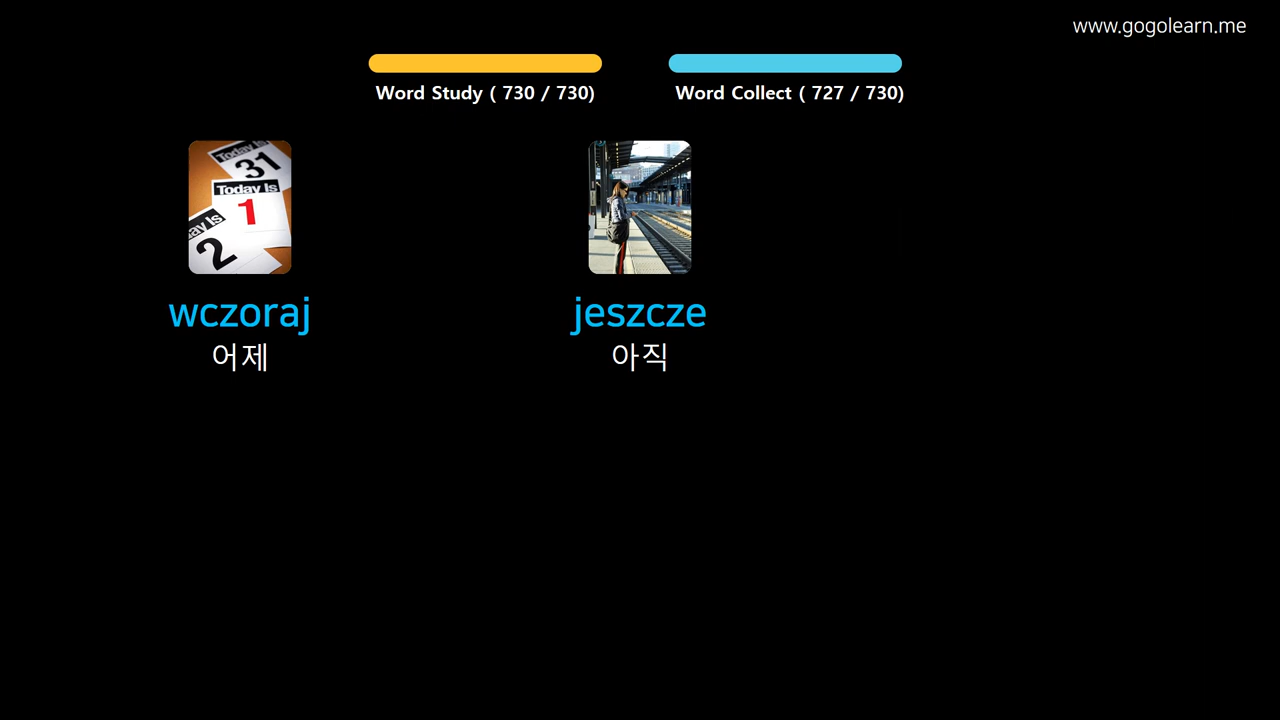 www.gogolearn.me
Word Study ( 730 / 730)
Word Collect ( 727 / 730)
Today Is
31
Today Is
1
ay Is
2
wczoraj
jeszcze
어제
아직